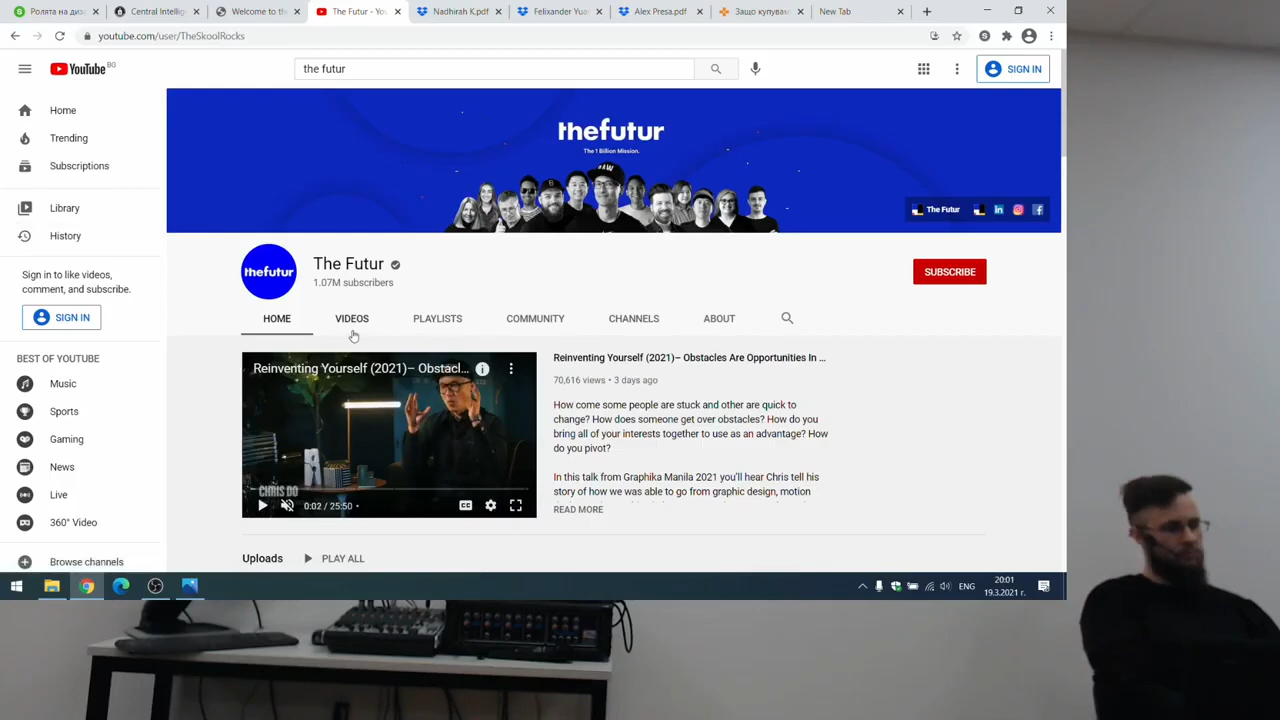 Ролята на диза
Central Intellig
Welcome to the
The Futur - Yo
Nadhirah K.pdf
Felixander Yua
Alex Presa.pdf
Защо купувам
New Tab
youtube.com/user/TheSkoolRocks
YouTube BG
the futur
SIGN IN
Home
Trending
Subscriptions
Library
History
Sign in to like videos,
comment, and subscribe.
SIGN IN
BEST OF YOUTUBE
Music
Sports
Gaming
News
Live
360° Video
Browse channels
thefutur
The 1 Billion Mission.
The Futur
thefutur
The Futur
1.07M subscribers
SUBSCRIBE
HOME
VIDEOS
PLAYLISTS
COMMUNITY
CHANNELS
ABOUT
Reinventing Yourself (2021)– Obstacl...
CHRIS DO
0:02 / 25:50
Reinventing Yourself (2021)– Obstacles Are Opportunities In ...
70,616 views • 3 days ago
How come some people are stuck and other are quick to
change? How does someone get over obstacles? How do you
bring all of your interests together to use as an advantage? How
do you pivot?
In this talk from Graphika Manila 2021 you'll hear Chris tell his
story of how we was able to go from graphic design, motion
READ MORE
Uploads
PLAY ALL
ЕНГ
20:01
19.3.2021 г.